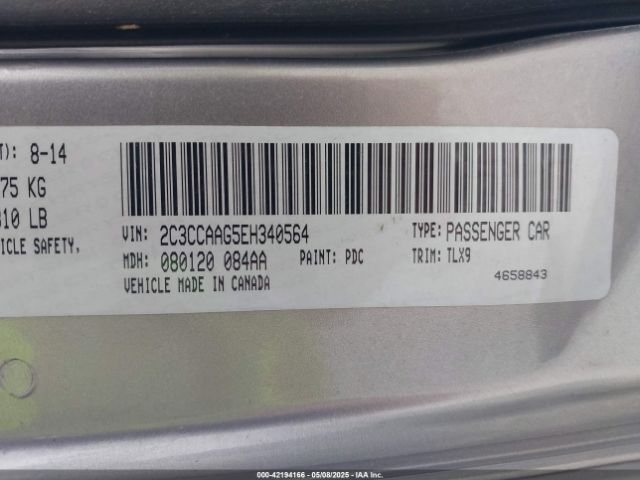 T): 8-14
75 KG
310 LB
ICLE SAFETY,
VIN: 2C3CCAAG5EH340564
TYPE: PASSENGER CAR
MDH: 080120 084AA
PAINT: PDC
TRIM: TLX9
VEHICLE MADE IN CANADA
4658843
000-42194166 - 05/08/2025 - IAA Inc.